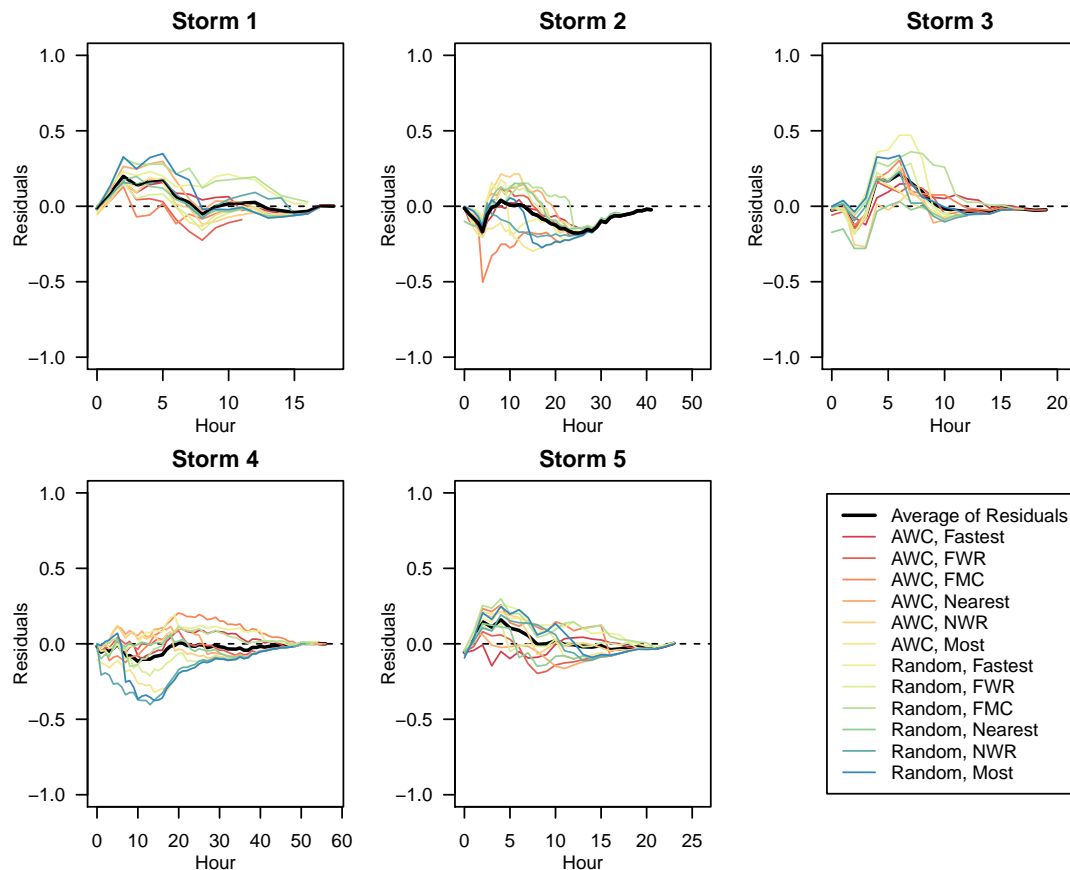 Storm 1
Residuals
1.0
0.5
0.0
−0.5
−1.0
0 5 10 15
Hour
Storm 2
Residuals
1.0
0.5
0.0
−0.5
−1.0
0 10 20 30 40 50
Hour
Storm 3
Residuals
1.0
0.5
0.0
−0.5
−1.0
0 5 10 15 20
Hour
Storm 4
Residuals
1.0
0.5
0.0
−0.5
−1.0
0 10 20 30 40 50 60
Hour
Storm 5
Residuals
1.0
0.5
0.0
−0.5
−1.0
0 5 10 15 20 25
Hour
Average of Residuals
AWC, Fastest
AWC, FWR
AWC, FMC
AWC, Nearest
AWC, NWR
AWC, Most
Random, Fastest
Random, FWR
Random, FMC
Random, Nearest
Random, NWR
Random, Most